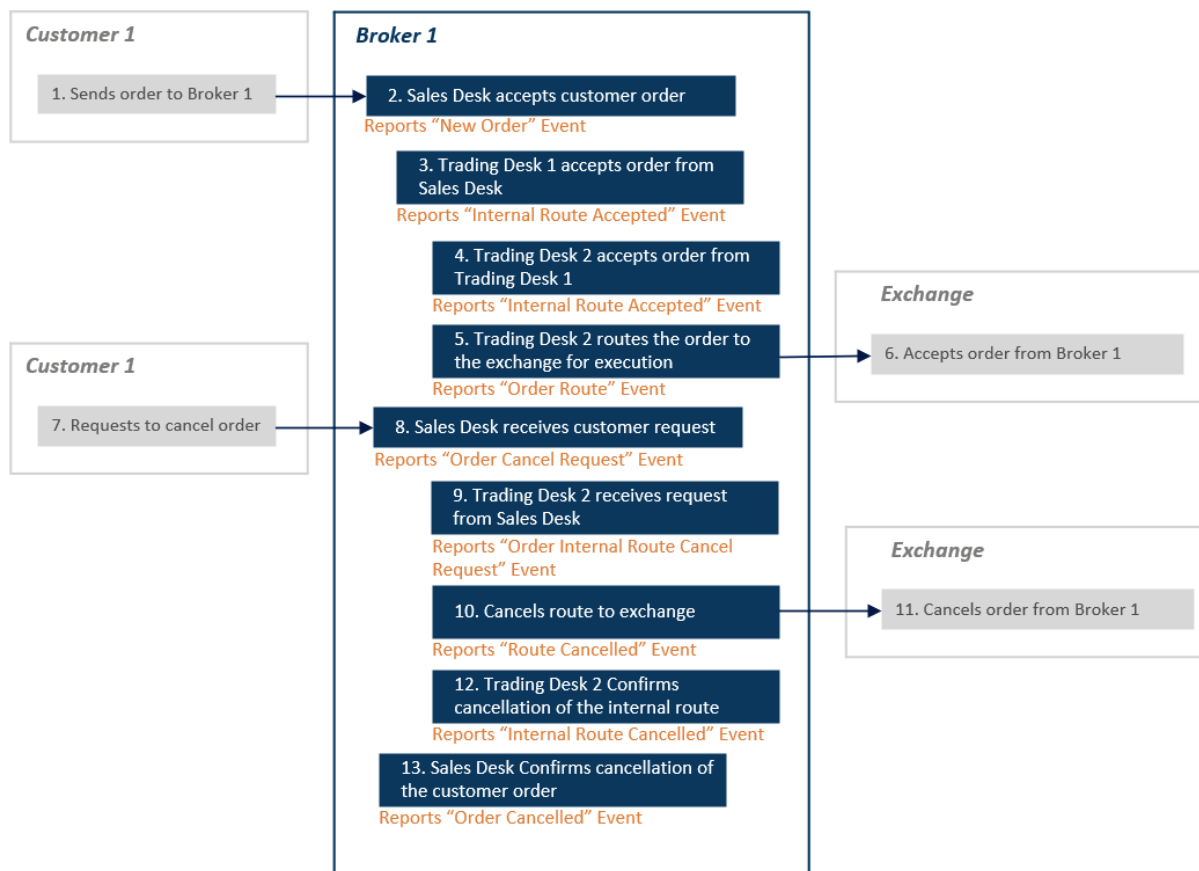 Customer 1
Broker 1
1. Sends order to Broker 1
2. Sales Desk accepts customer order
Reports “New Order” Event
3. Trading Desk 1 accepts order from
Sales Desk
Reports “Internal Route Accepted” Event
4. Trading Desk 2 accepts order from
Trading Desk 1
Reports “Internal Route Accepted” Event
Exchange
5. Trading Desk 2 routes the order to
the exchange for execution
Reports “Order Route” Event
6. Accepts order from Broker 1
Customer 1
7. Requests to cancel order
8. Sales Desk receives customer request
Reports “Order Cancel Request” Event
9. Trading Desk 2 receives request
from Sales Desk
Reports “Order Internal Route Cancel
Request” Event
Exchange
10. Cancels route to exchange
Reports “Route Cancelled” Event
11. Cancels order from Broker 1
12. Trading Desk 2 Confirms
cancellation of the internal route
Reports “Internal Route Cancelled” Event
13. Sales Desk Confirms cancellation of
the customer order
Reports “Order Cancelled” Event